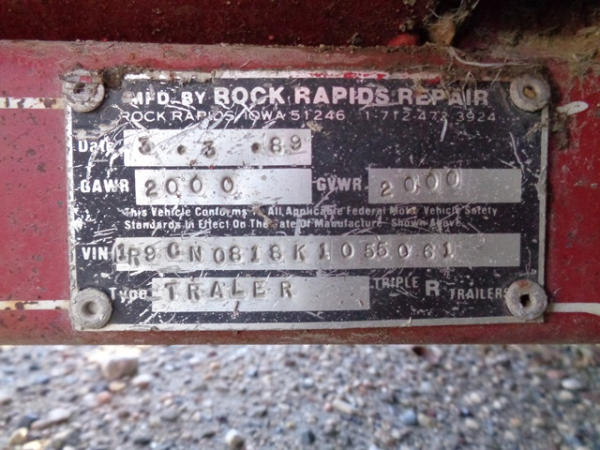 MFD. BY ROCK RAPIDS REPAIR
ROCK RAPIDS, IOWA 51246 1-712-472-3924
Date 3.3.89
GAWR 2000 GVWR 2000
This Vehicle Conforms To All Applicable Federal Motor Vehicle Safety
Standards In Effect On The Date Of Manufacture Shown Above
VIN 1R9CN0818K1055061
Type TRALER TRIPLE R TRAILERS